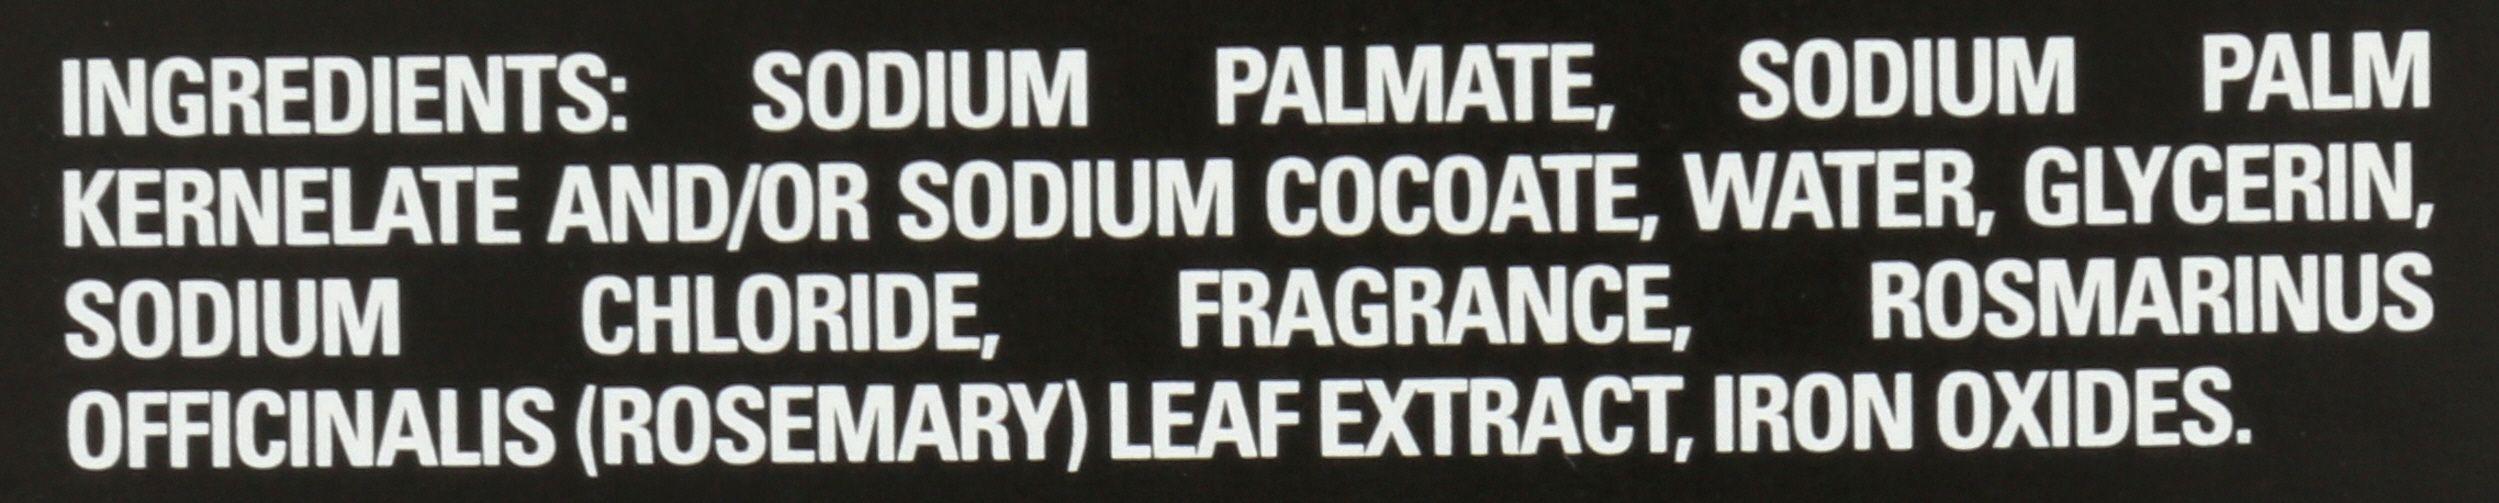 INGREDIENTS: SODIUM PALMATE, SODIUM PALM
KERNELATE AND/OR SODIUM COCOATE, WATER, GLYCERIN,
SODIUM CHLORIDE, FRAGRANCE, ROSMARINUS
OFFICINALIS (ROSEMARY) LEAF EXTRACT, IRON OXIDES.